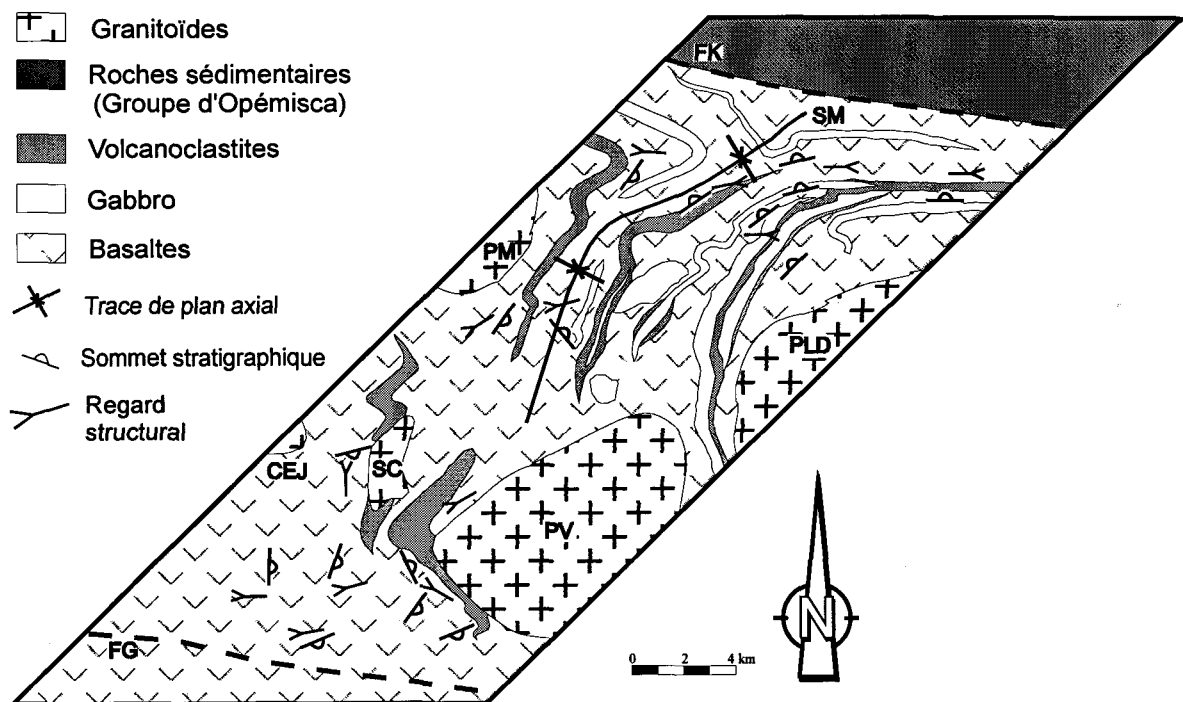 Granitoïdes
Roches sédimentaires
(Groupe d'Opémisca)
Volcanoclastites
Gabbro
Basaltes
Trace de plan axial
Sommet stratigraphique
Regard
structural
FK
SM
PM
PLD
CEJ
SC
PV
FG
N
0 2 4 km